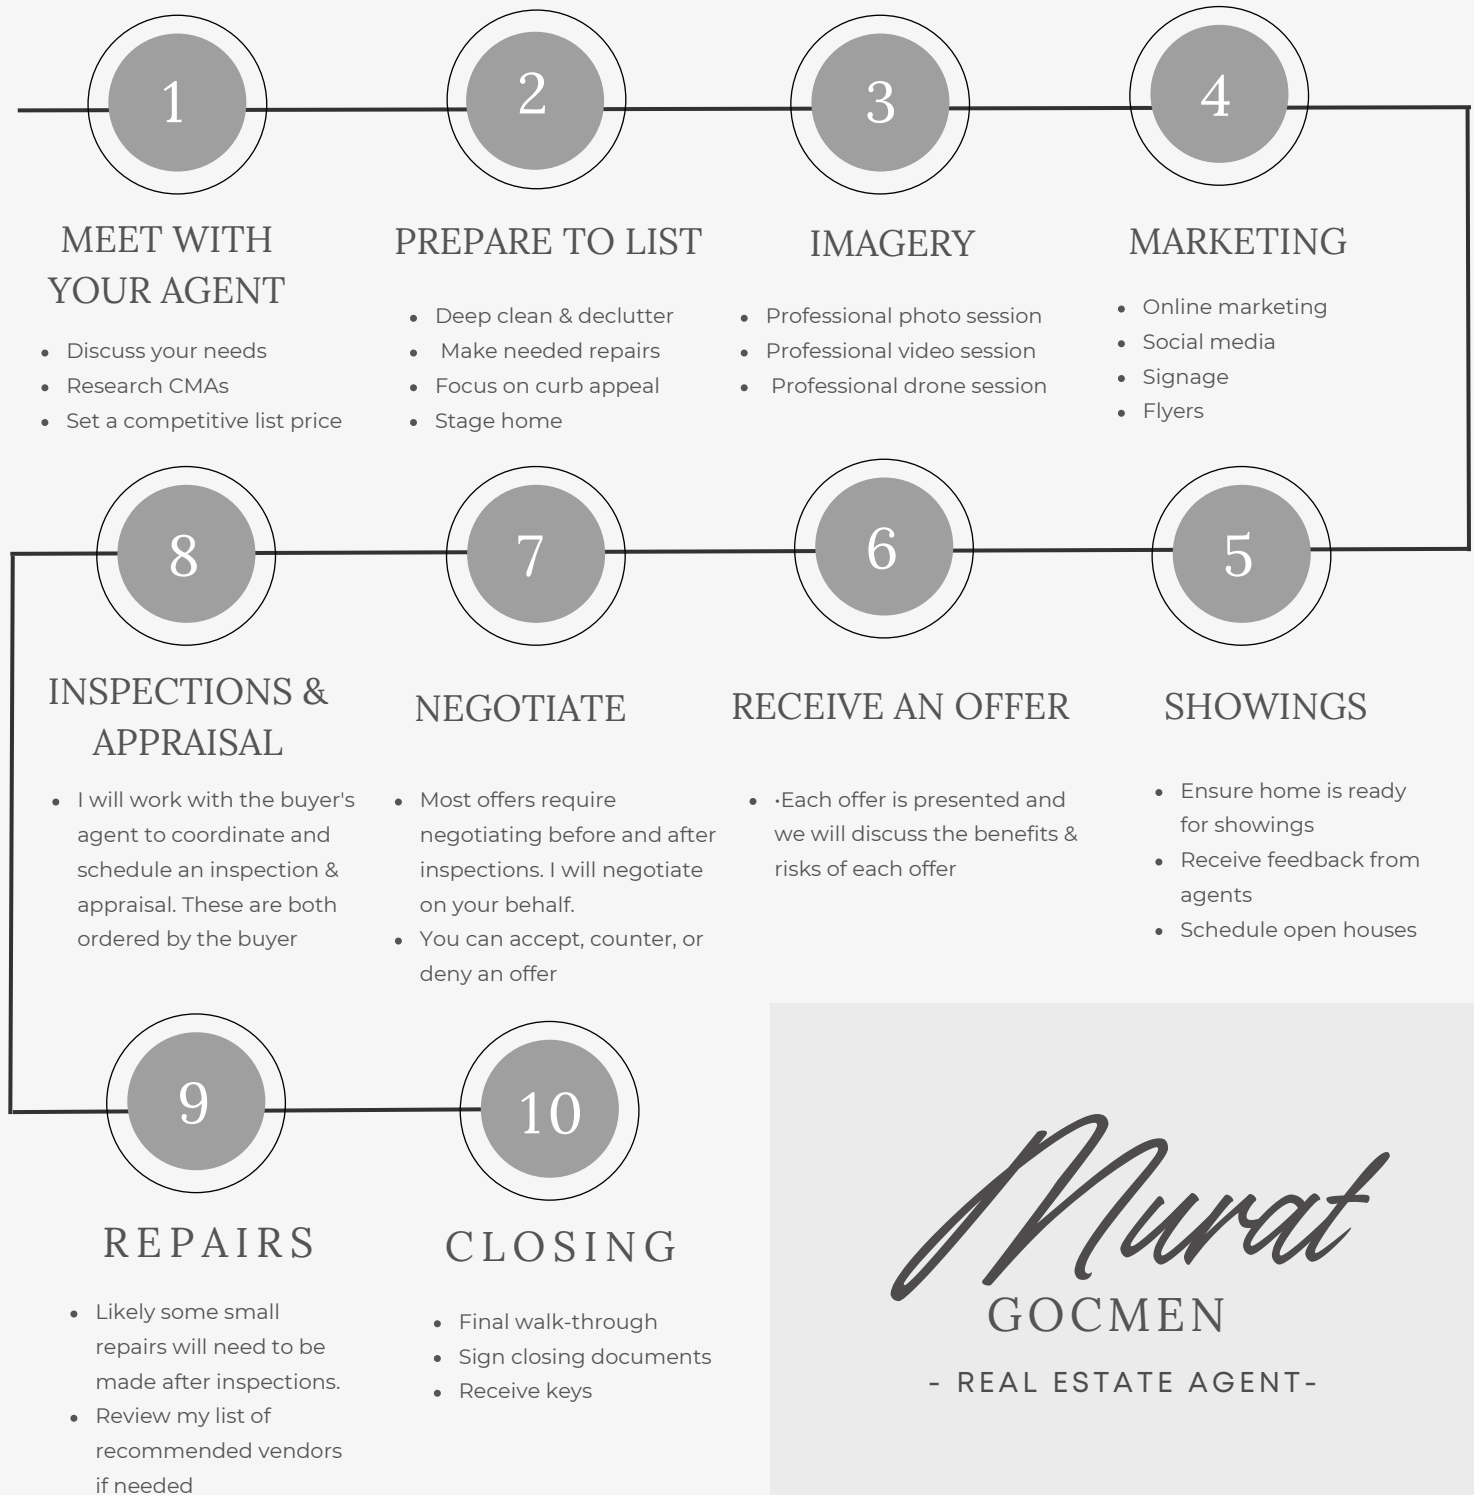 1
MEET WITH
YOUR AGENT
• Discuss your needs
• Research CMAs
• Set a competitive list price
2
PREPARE TO LIST
• Deep clean & declutter
• Make needed repairs
• Focus on curb appeal
• Stage home
3
IMAGERY
• Professional photo session
• Professional video session
• Professional drone session
4
MARKETING
• Online marketing
• Social media
• Signage
• Flyers
5
SHOWINGS
• Ensure home is ready
for showings
• Receive feedback from
agents
• Schedule open houses
6
RECEIVE AN OFFER
• ·Each offer is presented and
we will discuss the benefits &
risks of each offer
7
NEGOTIATE
• Most offers require
negotiating before and after
inspections. I will negotiate
on your behalf.
• You can accept, counter, or
deny an offer
8
INSPECTIONS &
APPRAISAL
• I will work with the buyer's
agent to coordinate and
schedule an inspection &
appraisal. These are both
ordered by the buyer
9
REPAIRS
• Likely some small
repairs will need to be
made after inspections.
• Review my list of
recommended vendors
if needed
10
CLOSING
• Final walk-through
• Sign closing documents
• Receive keys
Murat
GOCMEN
- REAL ESTATE AGENT-